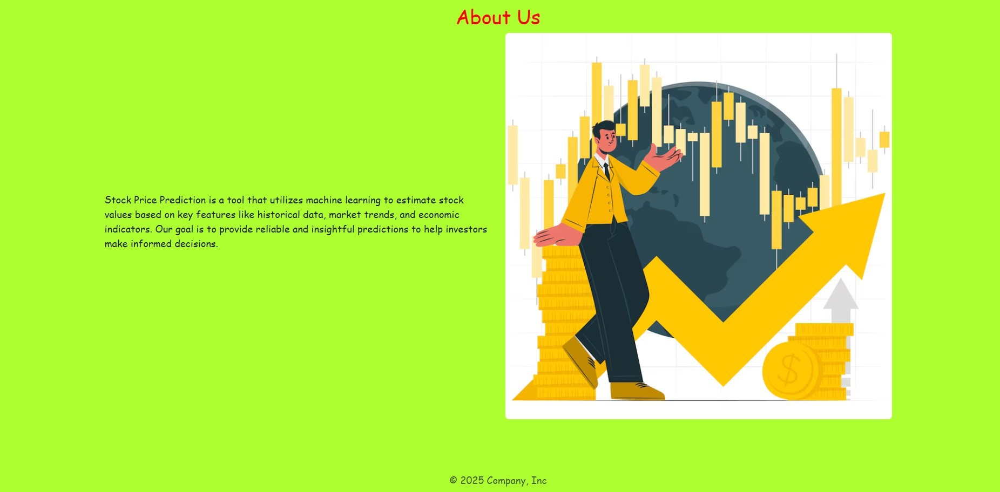 About Us
Stock Price Prediction is a tool that utilizes machine learning to estimate stock
values based on key features like historical data, market trends, and economic
indicators. Our goal is to provide reliable and insightful predictions to help investors
make informed decisions.
$
© 2025 Company, Inc